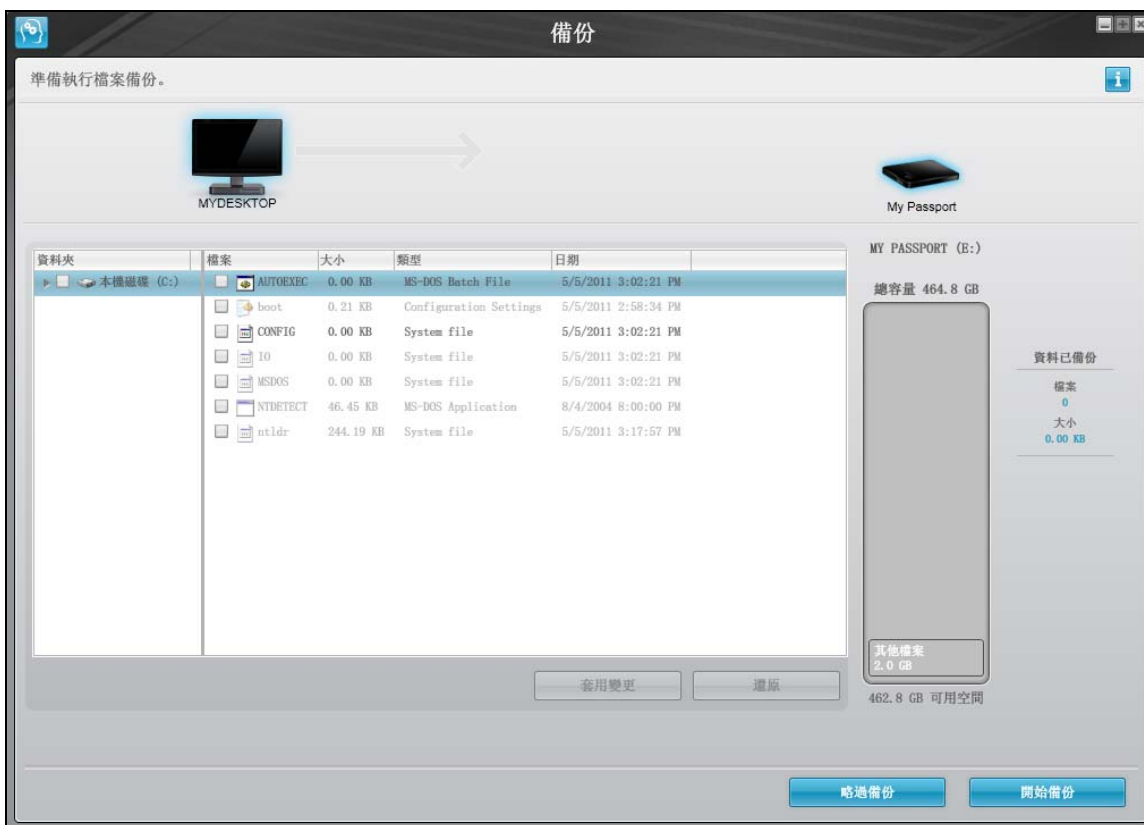 備份
準備執行檔案備份。
i
MYDESKTOP
My Passport
資料夾 檔案 大小 類型 日期
本機磁碟 (C:) AUTOEXEC 0.00 KB MS-DOS Batch File 5/5/2011 3:02:21 PM
boot 0.21 KB Configuration Settings 5/5/2011 2:58:34 PM
CONFIG 0.00 KB System file 5/5/2011 3:02:21 PM
IO 0.00 KB System file 5/5/2011 3:02:21 PM
MSDOS 0.00 KB System file 5/5/2011 3:02:21 PM
NTDETECT 46.45 KB MS-DOS Application 8/4/2004 8:00:00 PM
ntldr 244.19 KB System file 5/5/2011 3:17:57 PM
MY PASSPORT (E:)
總容量 464.8 GB
其他檔案
2.0 GB
462.8 GB 可用空間
資料已備份
檔案
0
大小
0.00 KB
套用變更 還原
略過備份 開始備份